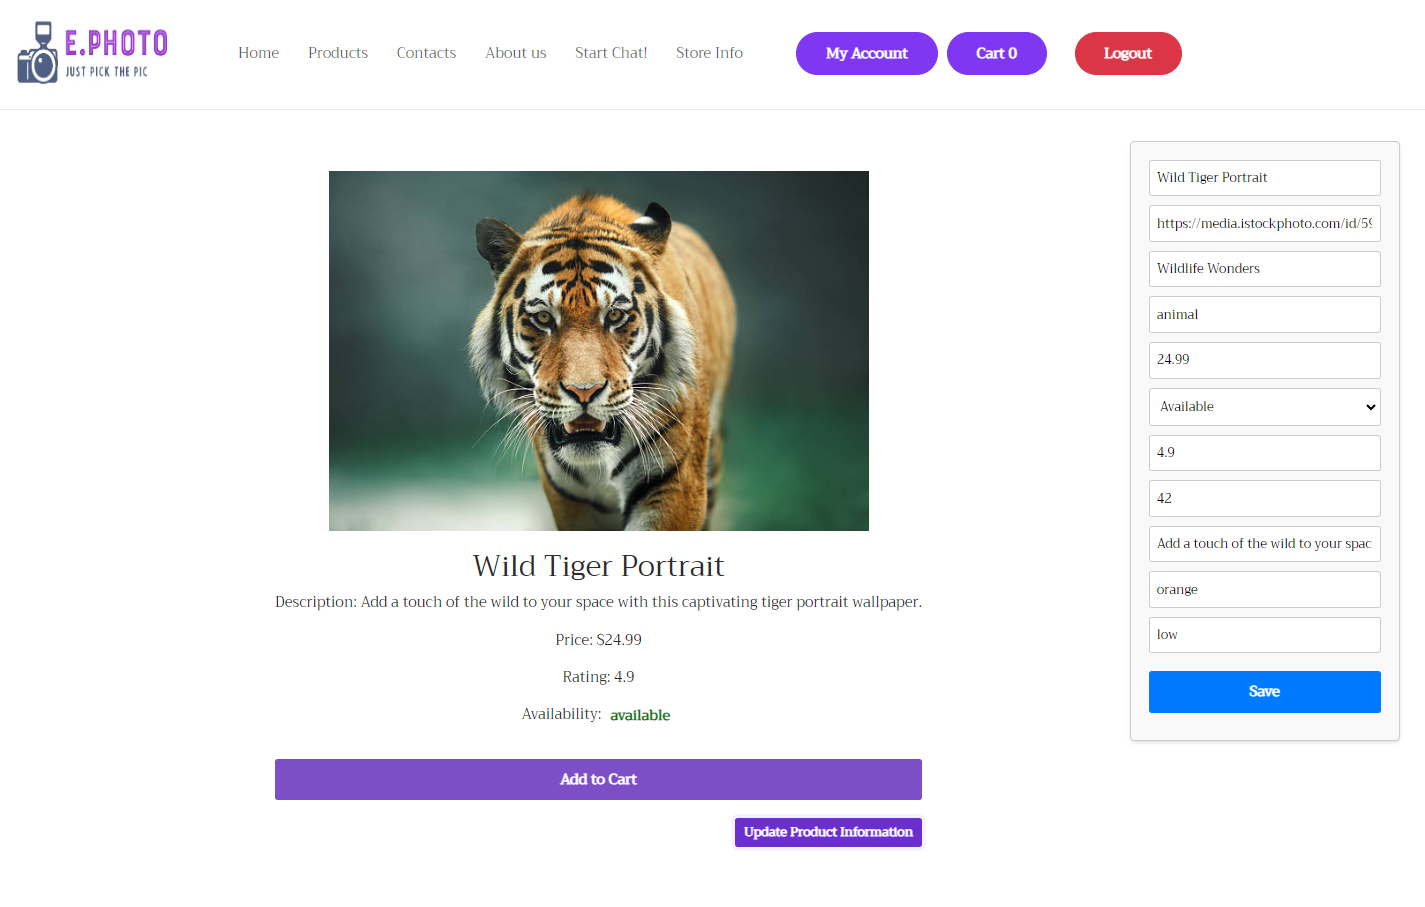 E.PHOTO
JUST PICK THE PIC
Home
Products
Contacts
About us
Start Chat!
Store Info
My Account
Cart 0
Logout
Wild Tiger Portrait
Description: Add a touch of the wild to your space with this captivating tiger portrait wallpaper.
Price: $24.99
Rating: 4.9
Availability: available
Add to Cart
Update Product Information
Wild Tiger Portrait
https://media.istockphoto.com/id/59
Wildlife Wonders
animal
24.99
Available
4.9
42
Add a touch of the wild to your spac
orange
low
Save